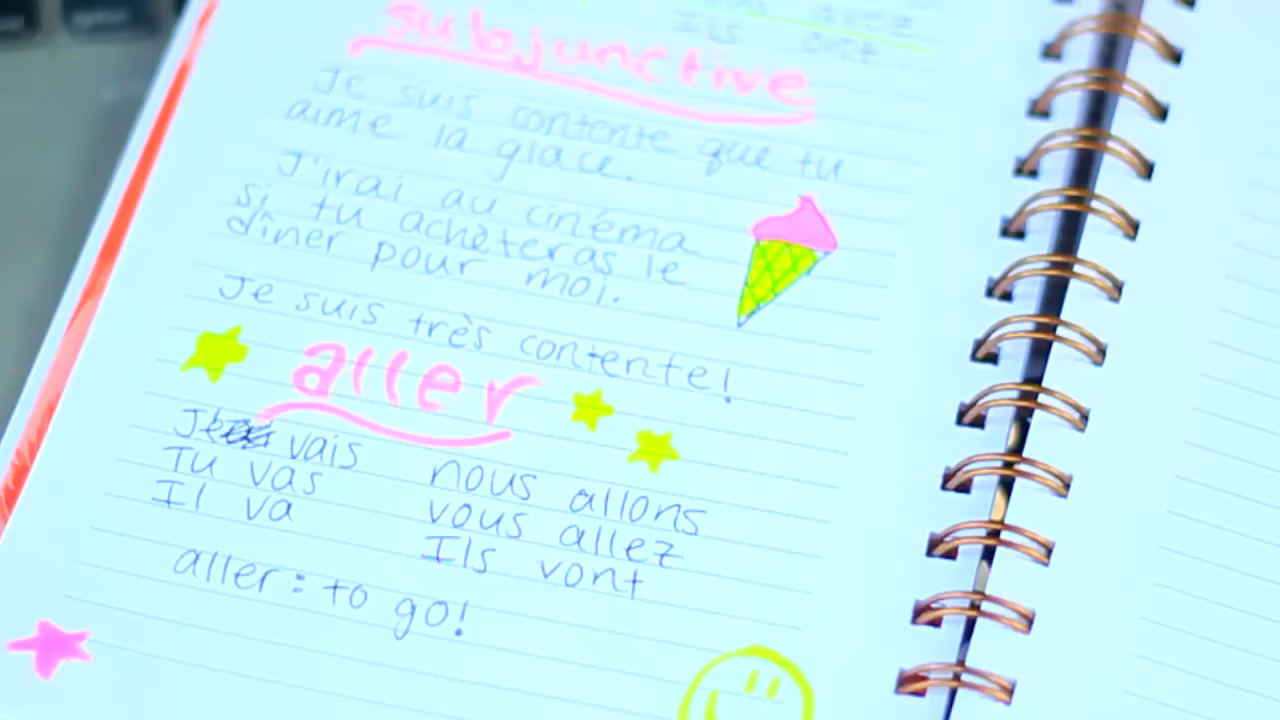 Ils ont
subjunctive
Je suis contente que tu
aime la glace.
J'irai au cinéma
si tu achèteras le
dîner pour moi.
Je suis très contente!
aller
Je vais
Tu vas
Il va
nous allons
vous allez
Ils vont
aller: to go!